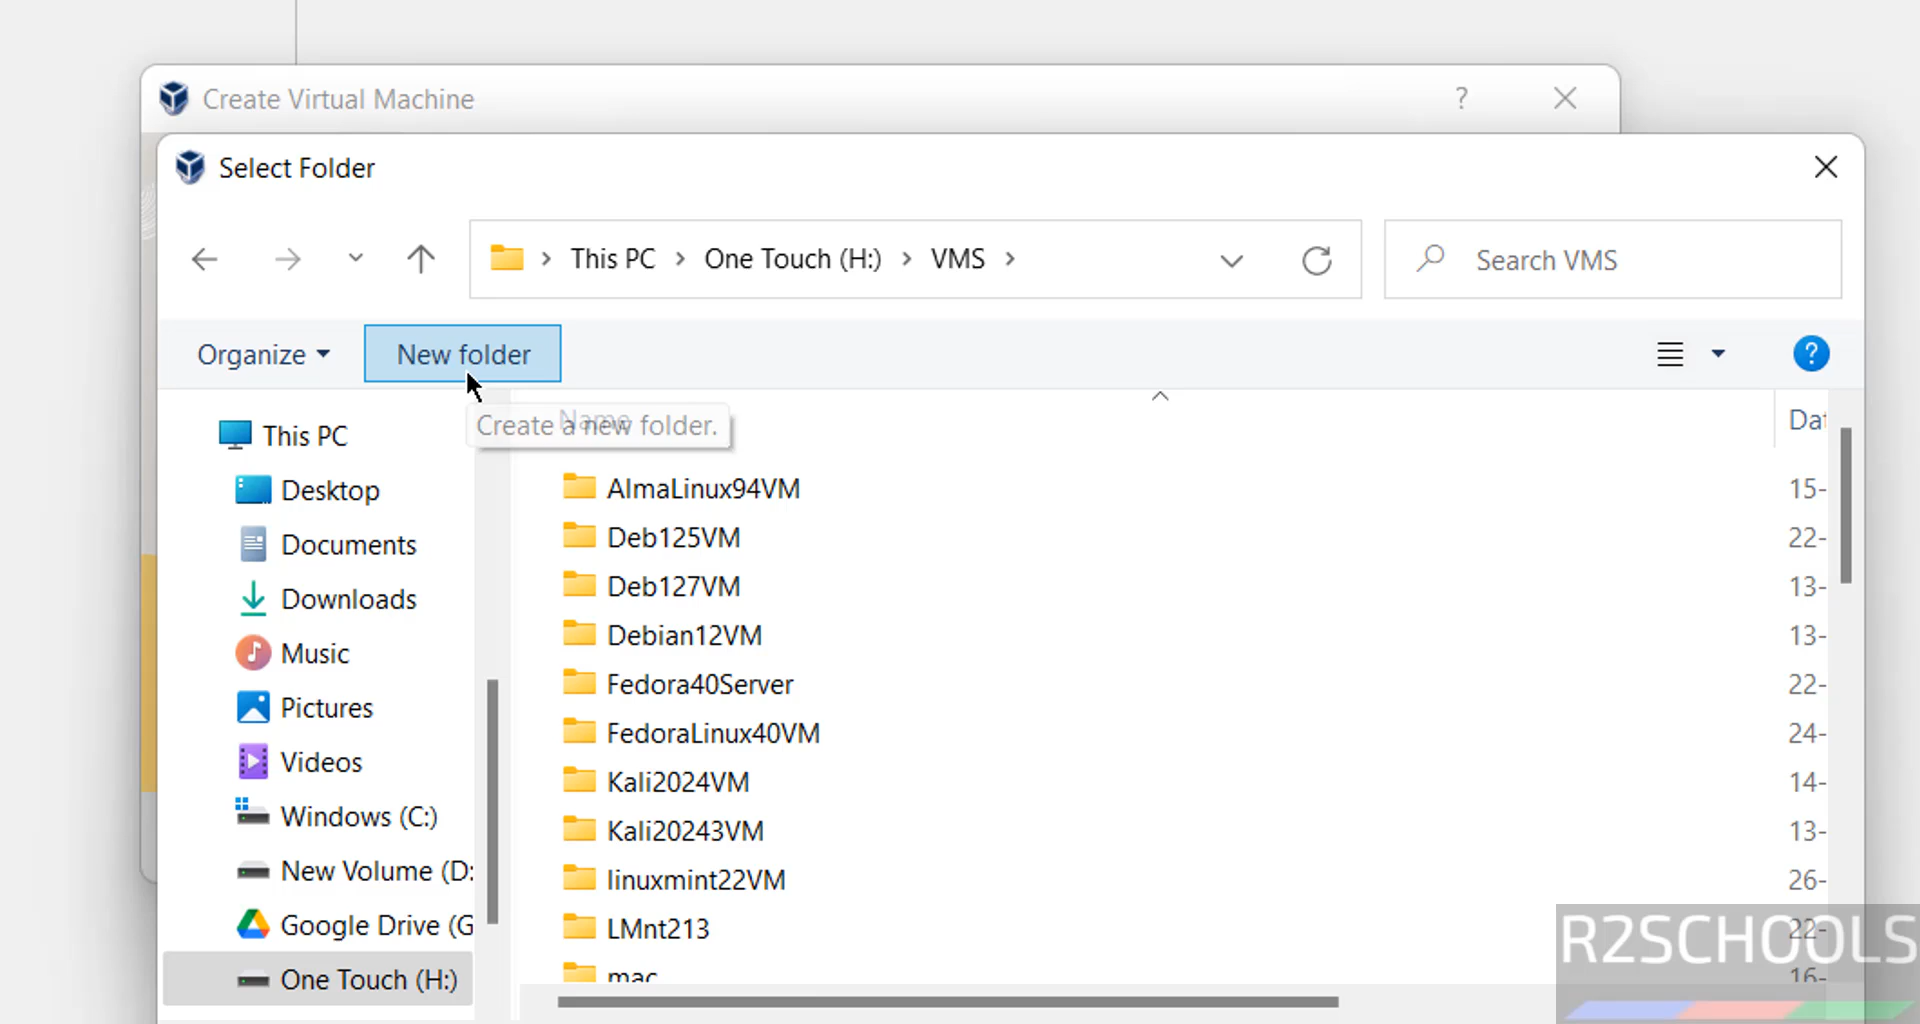 Create Virtual Machine
?
Select Folder
This PC
One Touch (H:)
VMS
Search VMS
Organize
New folder
?
Name
Create a new folder.
Dat
This PC
Desktop
Documents
Downloads
Music
Pictures
Videos
Windows (C:)
New Volume (D:
Google Drive (G
One Touch (H:)
AlmaLinux94VM
15-
Deb125VM
22-
Deb127VM
13-
Debian12VM
13-
Fedora40Server
22-
FedoraLinux40VM
24-
Kali2024VM
14-
Kali20243VM
13-
linuxmint22VM
26-
LMnt213
22-
mac
16-
R2SCHOOLS